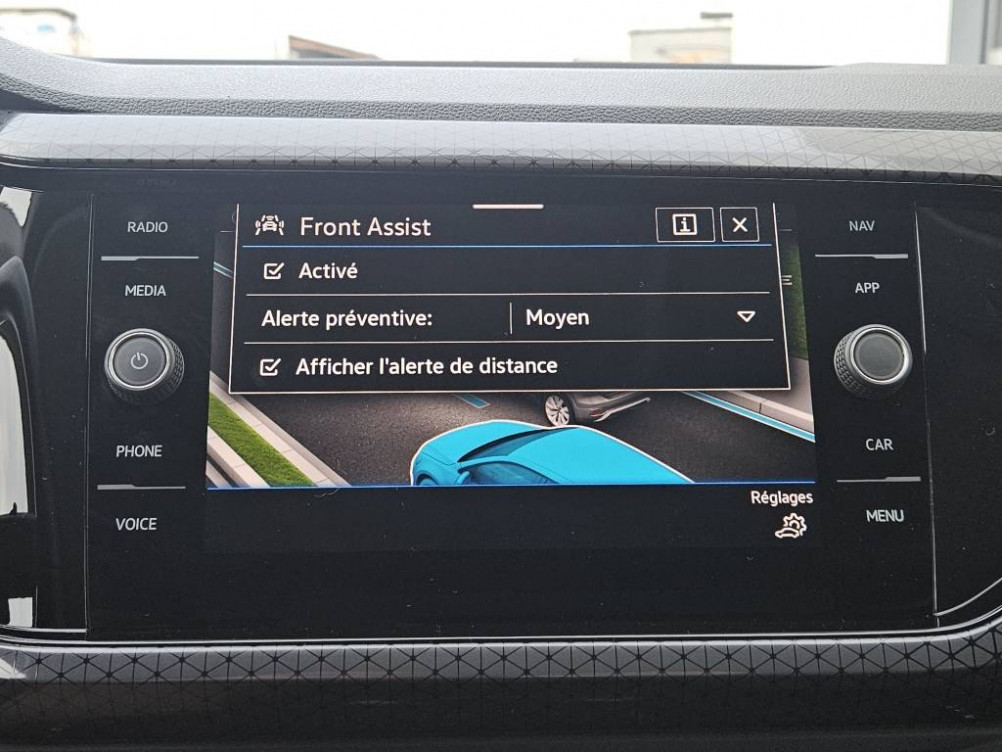 RADIO
MEDIA
PHONE
VOICE
Front Assist
Activé
Alerte préventive: Moyen
Afficher l'alerte de distance
Réglages
NAV
APP
CAR
MENU